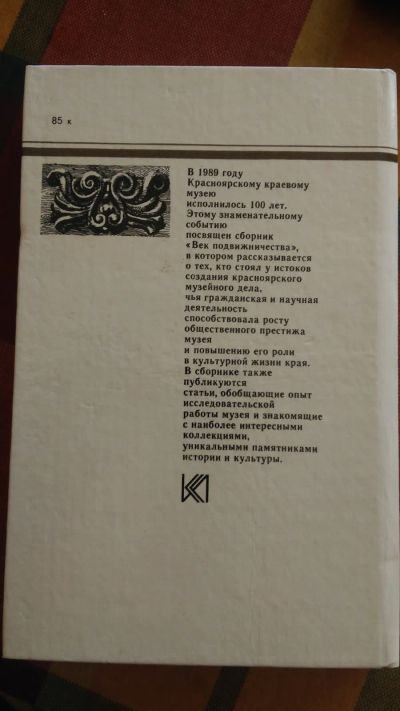 85 к
В 1989 году
Красноярскому краевому
музею
исполнилось 100 лет.
Этому знаменательному
событию
посвящен сборник
«Век подвижничества»,
в котором рассказывается
о тех, кто стоял у истоков
создания красноярского
музейного дела,
чья гражданская и научная
деятельность
способствовала росту
общественного престижа
музея
и повышению его роли
в культурной жизни края.
В сборнике также
публикуются
статьи, обобщающие опыт
исследовательской
работы музея и знакомящие
с наиболее интересными
коллекциями,
уникальными памятниками
истории и культуры.